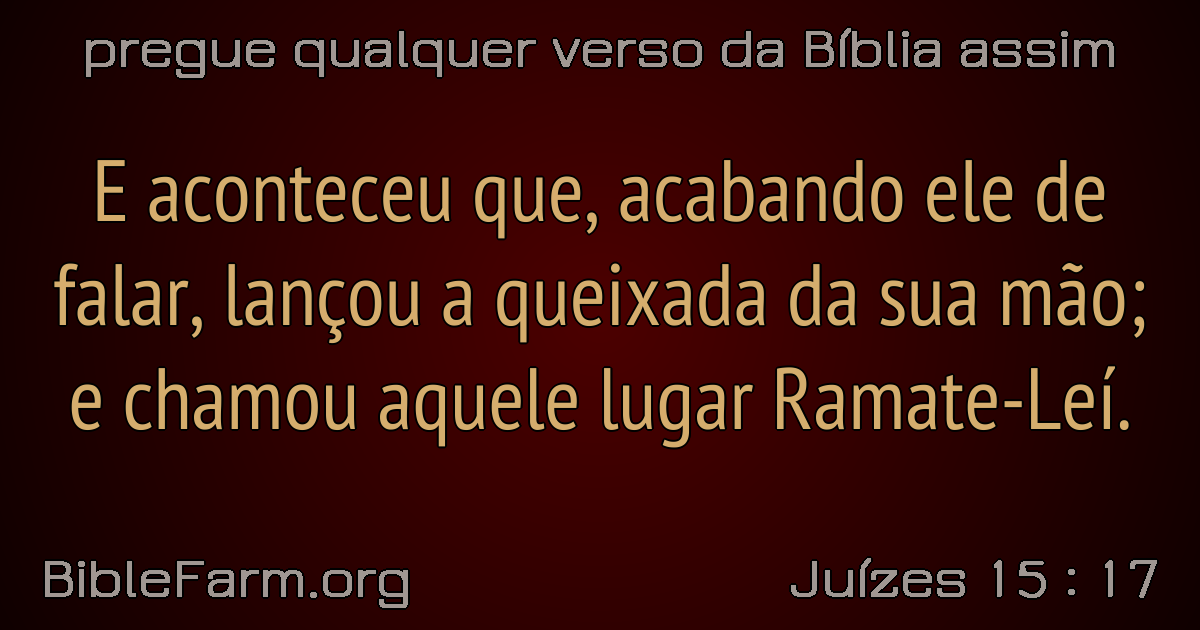 pregue qualquer verso da Bíblia assim
E aconteceu que, acabando ele de
falar, lançou a queixada da sua mão;
e chamou aquele lugar Ramate-Leí.
BibleFarm.org
Juízes 15 : 17